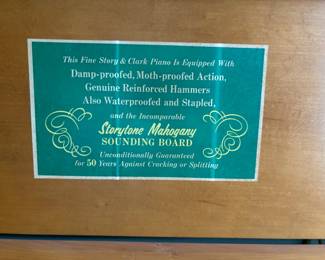 This Fine Story & Clark Piano Is Equipped With
Damp-proofed, Moth-proofed Action,
Genuine Reinforced Hammers
Also Waterproofed and Stapled,
and the Incomparable
Storytone Mahogany
SOUNDING BOARD
Unconditionally Guaranteed
for 50 Years Against Cracking or Splitting